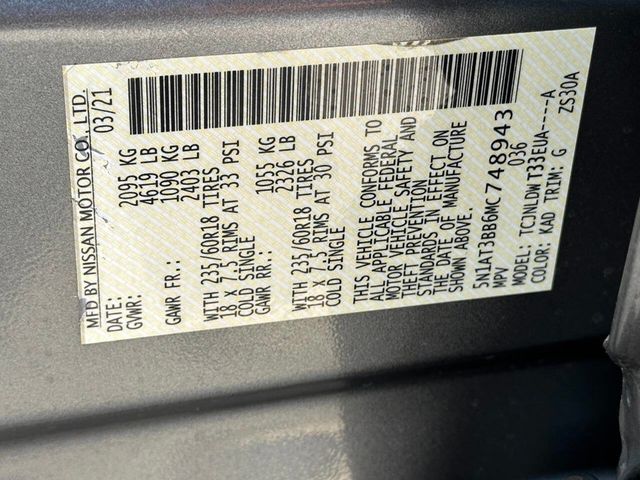 MFD BY NISSAN MOTOR CO., LTD.
DATE: 03/21
GVWR: 2095 KG
4619 LB
GAWR FR.: 1090 KG
2403 LB
WITH 235/60R18 TIRES
18 X 7.5 RIMS AT 33 PSI
COLD SINGLE
GAWR RR.: 1055 KG
2326 LB
WITH 235/60R18 TIRES
18 X 7.5 RIMS AT 30 PSI
COLD SINGLE
THIS VEHICLE CONFORMS TO
ALL APPLICABLE FEDERAL
MOTOR VEHICLE SAFETY AND
THEFT PREVENTION
STANDARDS IN EFFECT ON
THE DATE OF MANUFACTURE
SHOWN ABOVE.
5N1AT3BB6MC748943
MPV 036
MODEL: TCJNLDWT33EUA----A
COLOR: KAD TRIM: G ZS30A